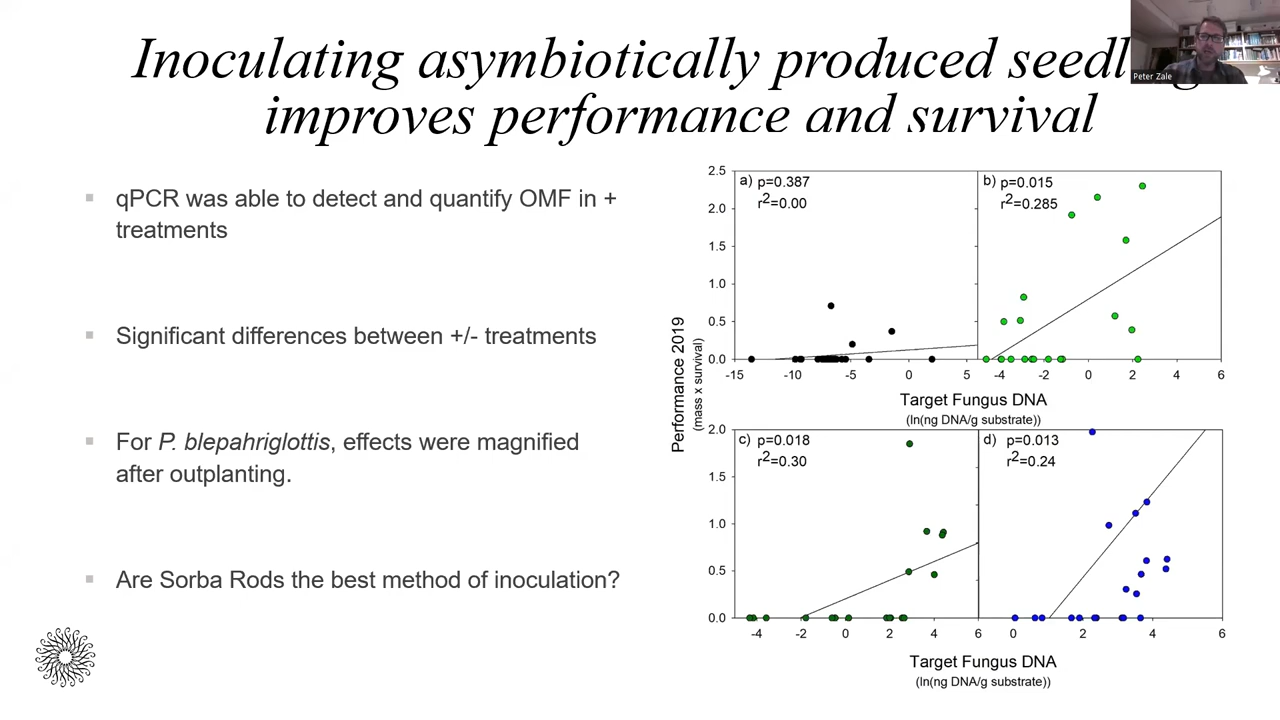 Inoculating asymbiotically produced
improves performance and survival
Peter Zale
qPCR was able to detect and quantify OMF in +
treatments
Significant differences between +/- treatments
For P. blepahriglottis, effects were magnified
after outplanting.
Are Sorba Rods the best method of inoculation?
Performance 2019
(mass x survival)
a) p=0.387
r2=0.00
2.5
2.0
1.5
1.0
0.5
0.0
-15 -10 -5 0 5
b) p=0.015
r2=0.285
-4 -2 0 2 4 6
Target Fungus DNA
(ln(ng DNA/g substrate))
c) p=0.018
r2=0.30
2.0
1.5
1.0
0.5
0.0
-4 -2 0 2 4 6
d) p=0.013
r2=0.24
0 2 4 6
Target Fungus DNA
(ln(ng DNA/g substrate))